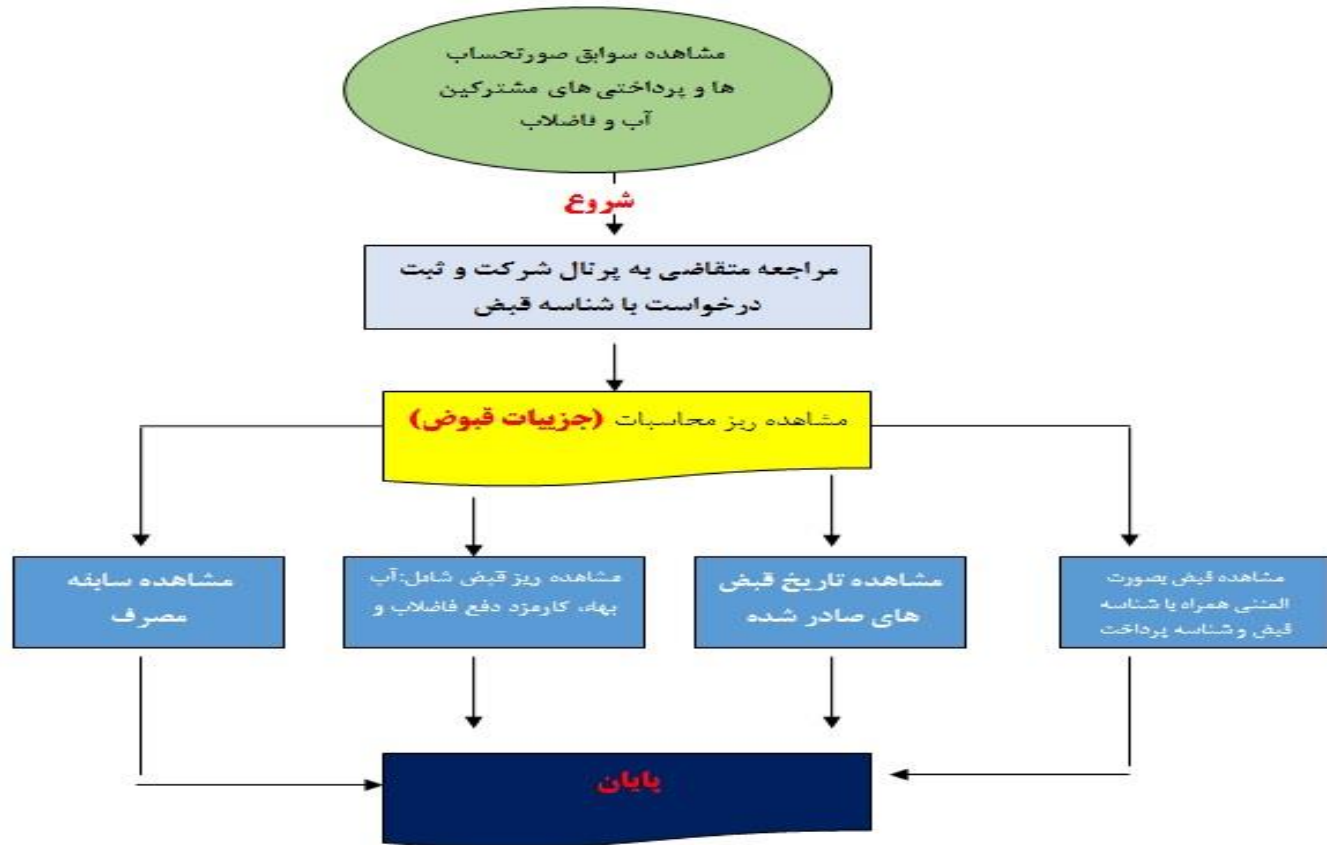 مشاهده سوابق صورتحساب
ها و پرداختی های مشترکین
آب و فاضلاب
شروع
مراجعه متقاضی به پرتال شرکت و ثبت
درخواست با شناسه قبض
مشاهده ریز محاسبات (جزییات قبوض)
مشاهده قبض بصورت
المثنی همراه با شناسه
قبض و شناسه پرداخت
مشاهده تاریخ قبض
های صادر شده
مشاهده ریز قبض شامل:آب
بهاء، کارمزد دفع فاضلاب و
مشاهده سابقه
مصرف
پایان